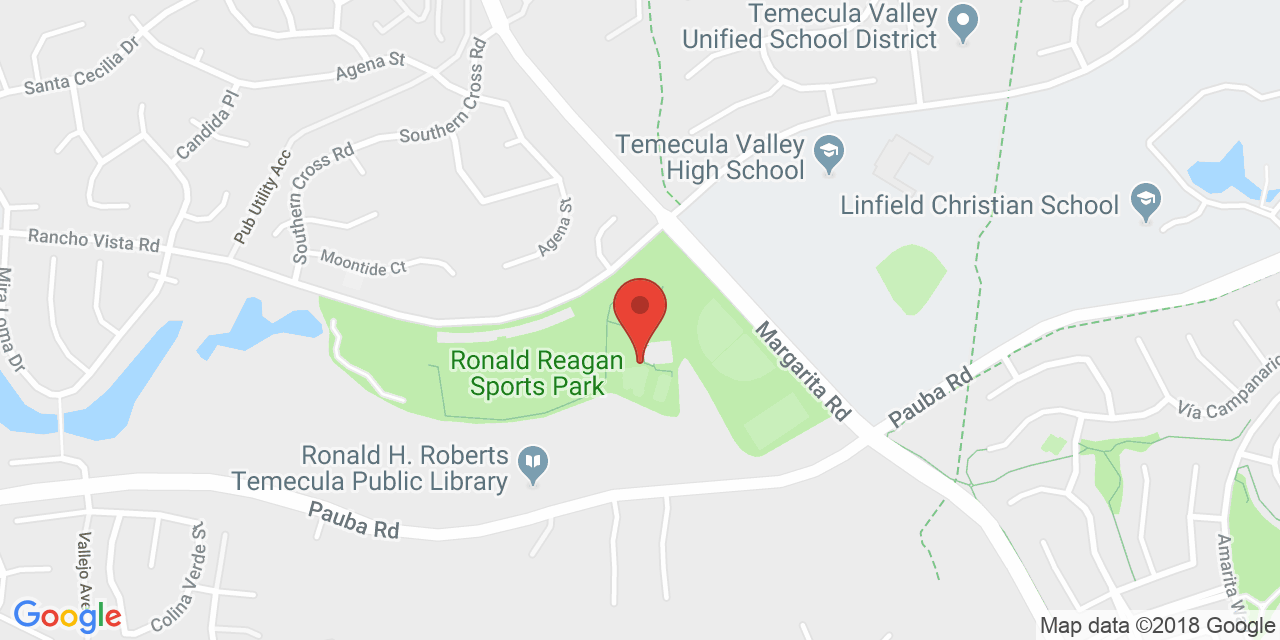 Temecula Valley
Unified School District
Santa Cecilia Dr
Agena St
Candida Pl
Southern Cross Rd
Southern Cross Rd
Pub Utility Acc
Temecula Valley
High School
Linfield Christian School
Rancho Vista Rd
Southern Cross Rd
Moontide Ct
Agena St
Mira Loma Dr
Margarita Rd
Ronald Reagan
Sports Park
Pauba Rd
Vía Campanario
Ronald H. Roberts
Temecula Public Library
Pauba Rd
Vallejo Ave
Colina Verde St
Amarita Wa
Google
Map data ©2018 Google